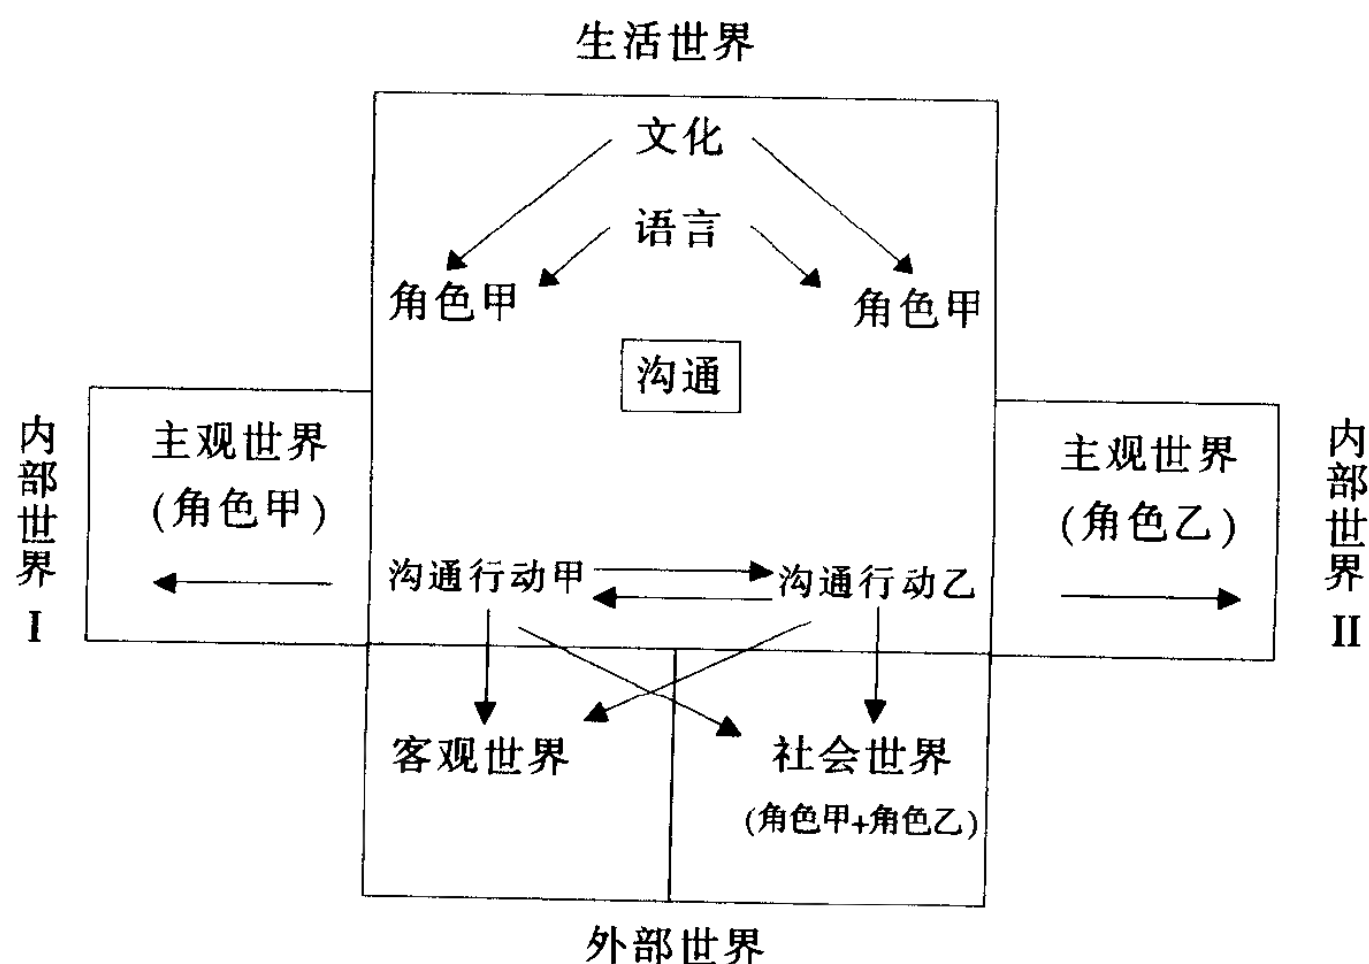 生活世界
文化
语言
角色甲
角色甲
沟通
内部世界 I
主观世界
(角色甲)
主观世界
(角色乙)
内部世界 II
沟通行动甲
沟通行动乙
客观世界
社会世界
(角色甲+角色乙)
外部世界